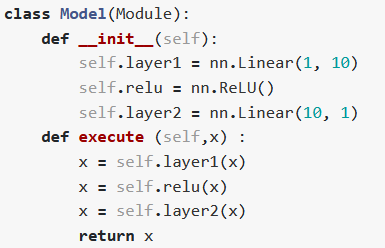 class Model(Module):
    def __init__(self):
        self.layer1 = nn.Linear(1, 10)
        self.relu = nn.ReLU()
        self.layer2 = nn.Linear(10, 1)
    def execute (self,x) :
        x = self.layer1(x)
        x = self.relu(x)
        x = self.layer2(x)
        return x